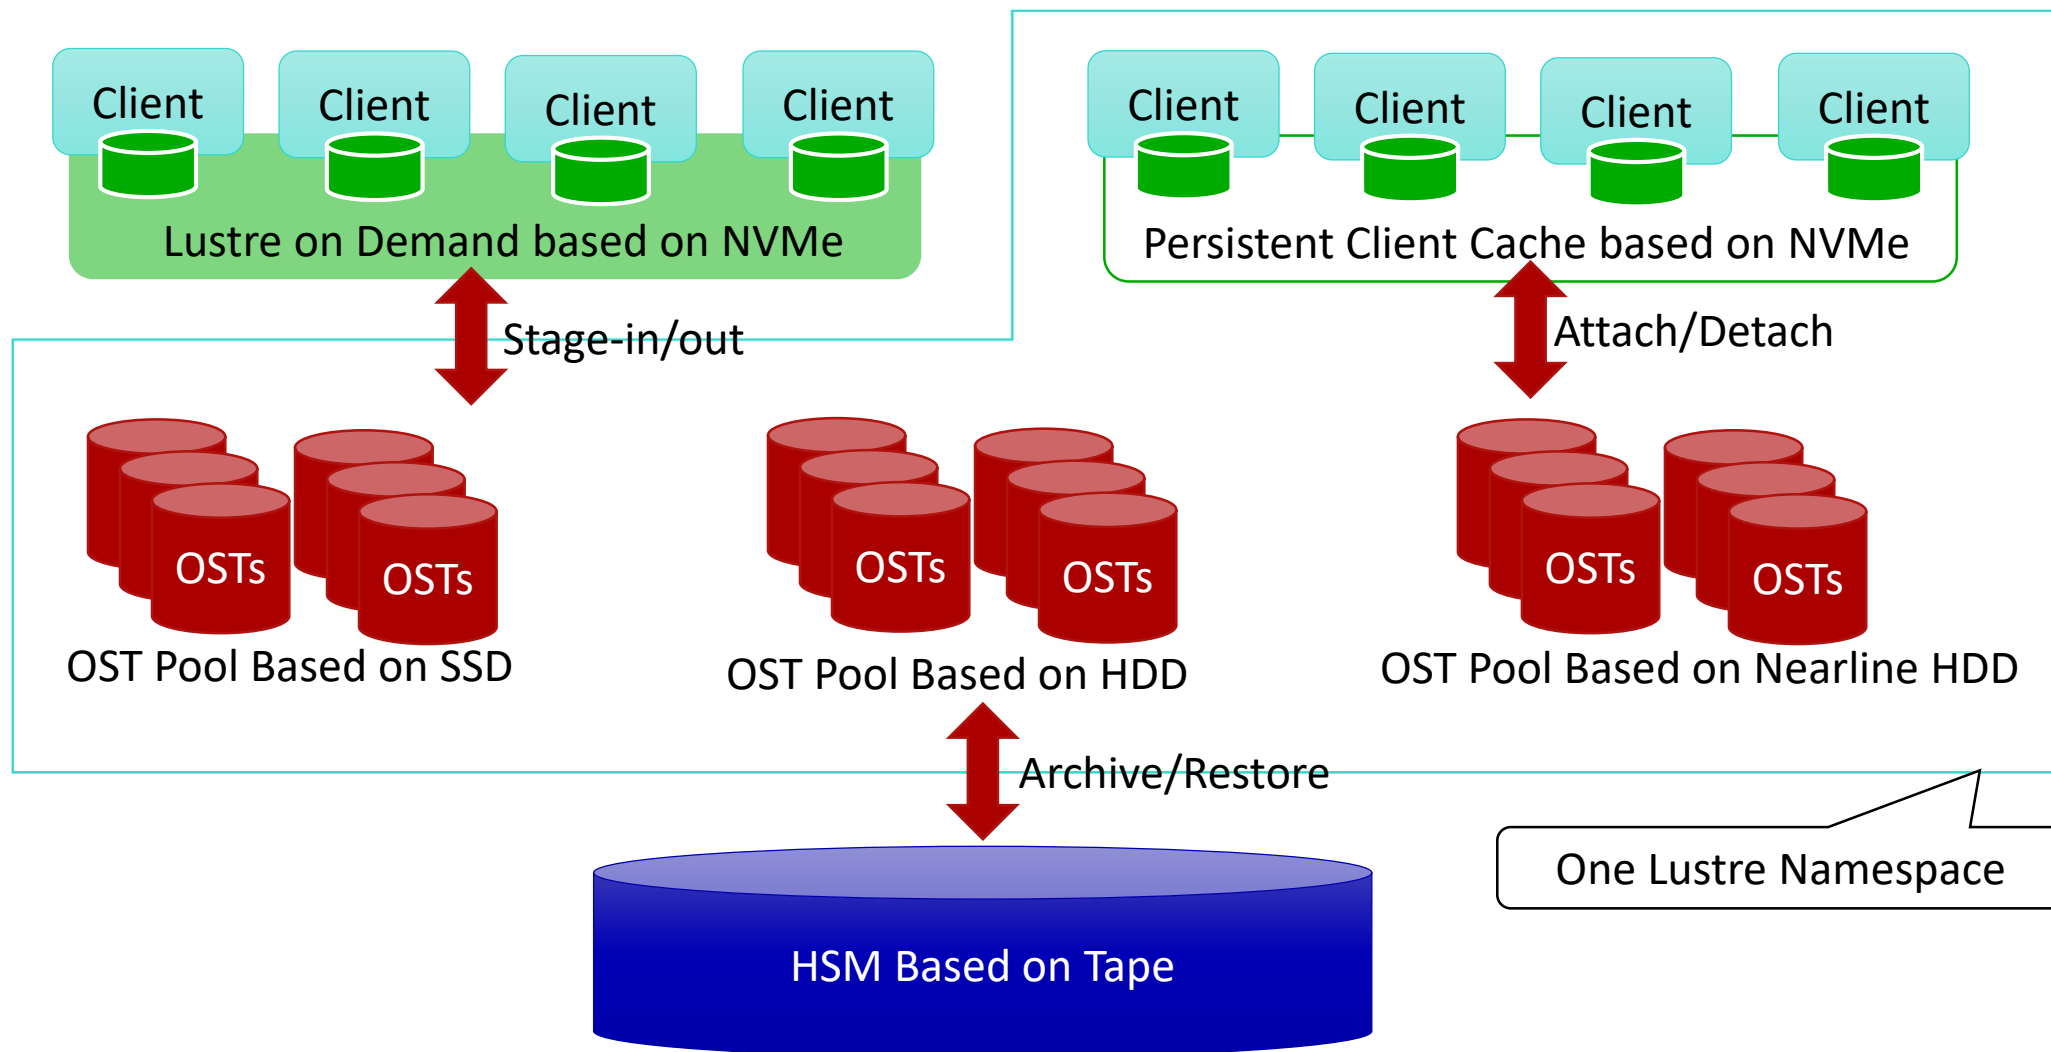 Client
Client
Client
Client
Lustre on Demand based on NVMe
Client
Client
Client
Client
Persistent Client Cache based on NVMe
Stage-in/out
Attach/Detach
OSTs
OSTs
OST Pool Based on SSD
OSTs
OSTs
OST Pool Based on HDD
OSTs
OSTs
OST Pool Based on Nearline HDD
Archive/Restore
One Lustre Namespace
HSM Based on Tape